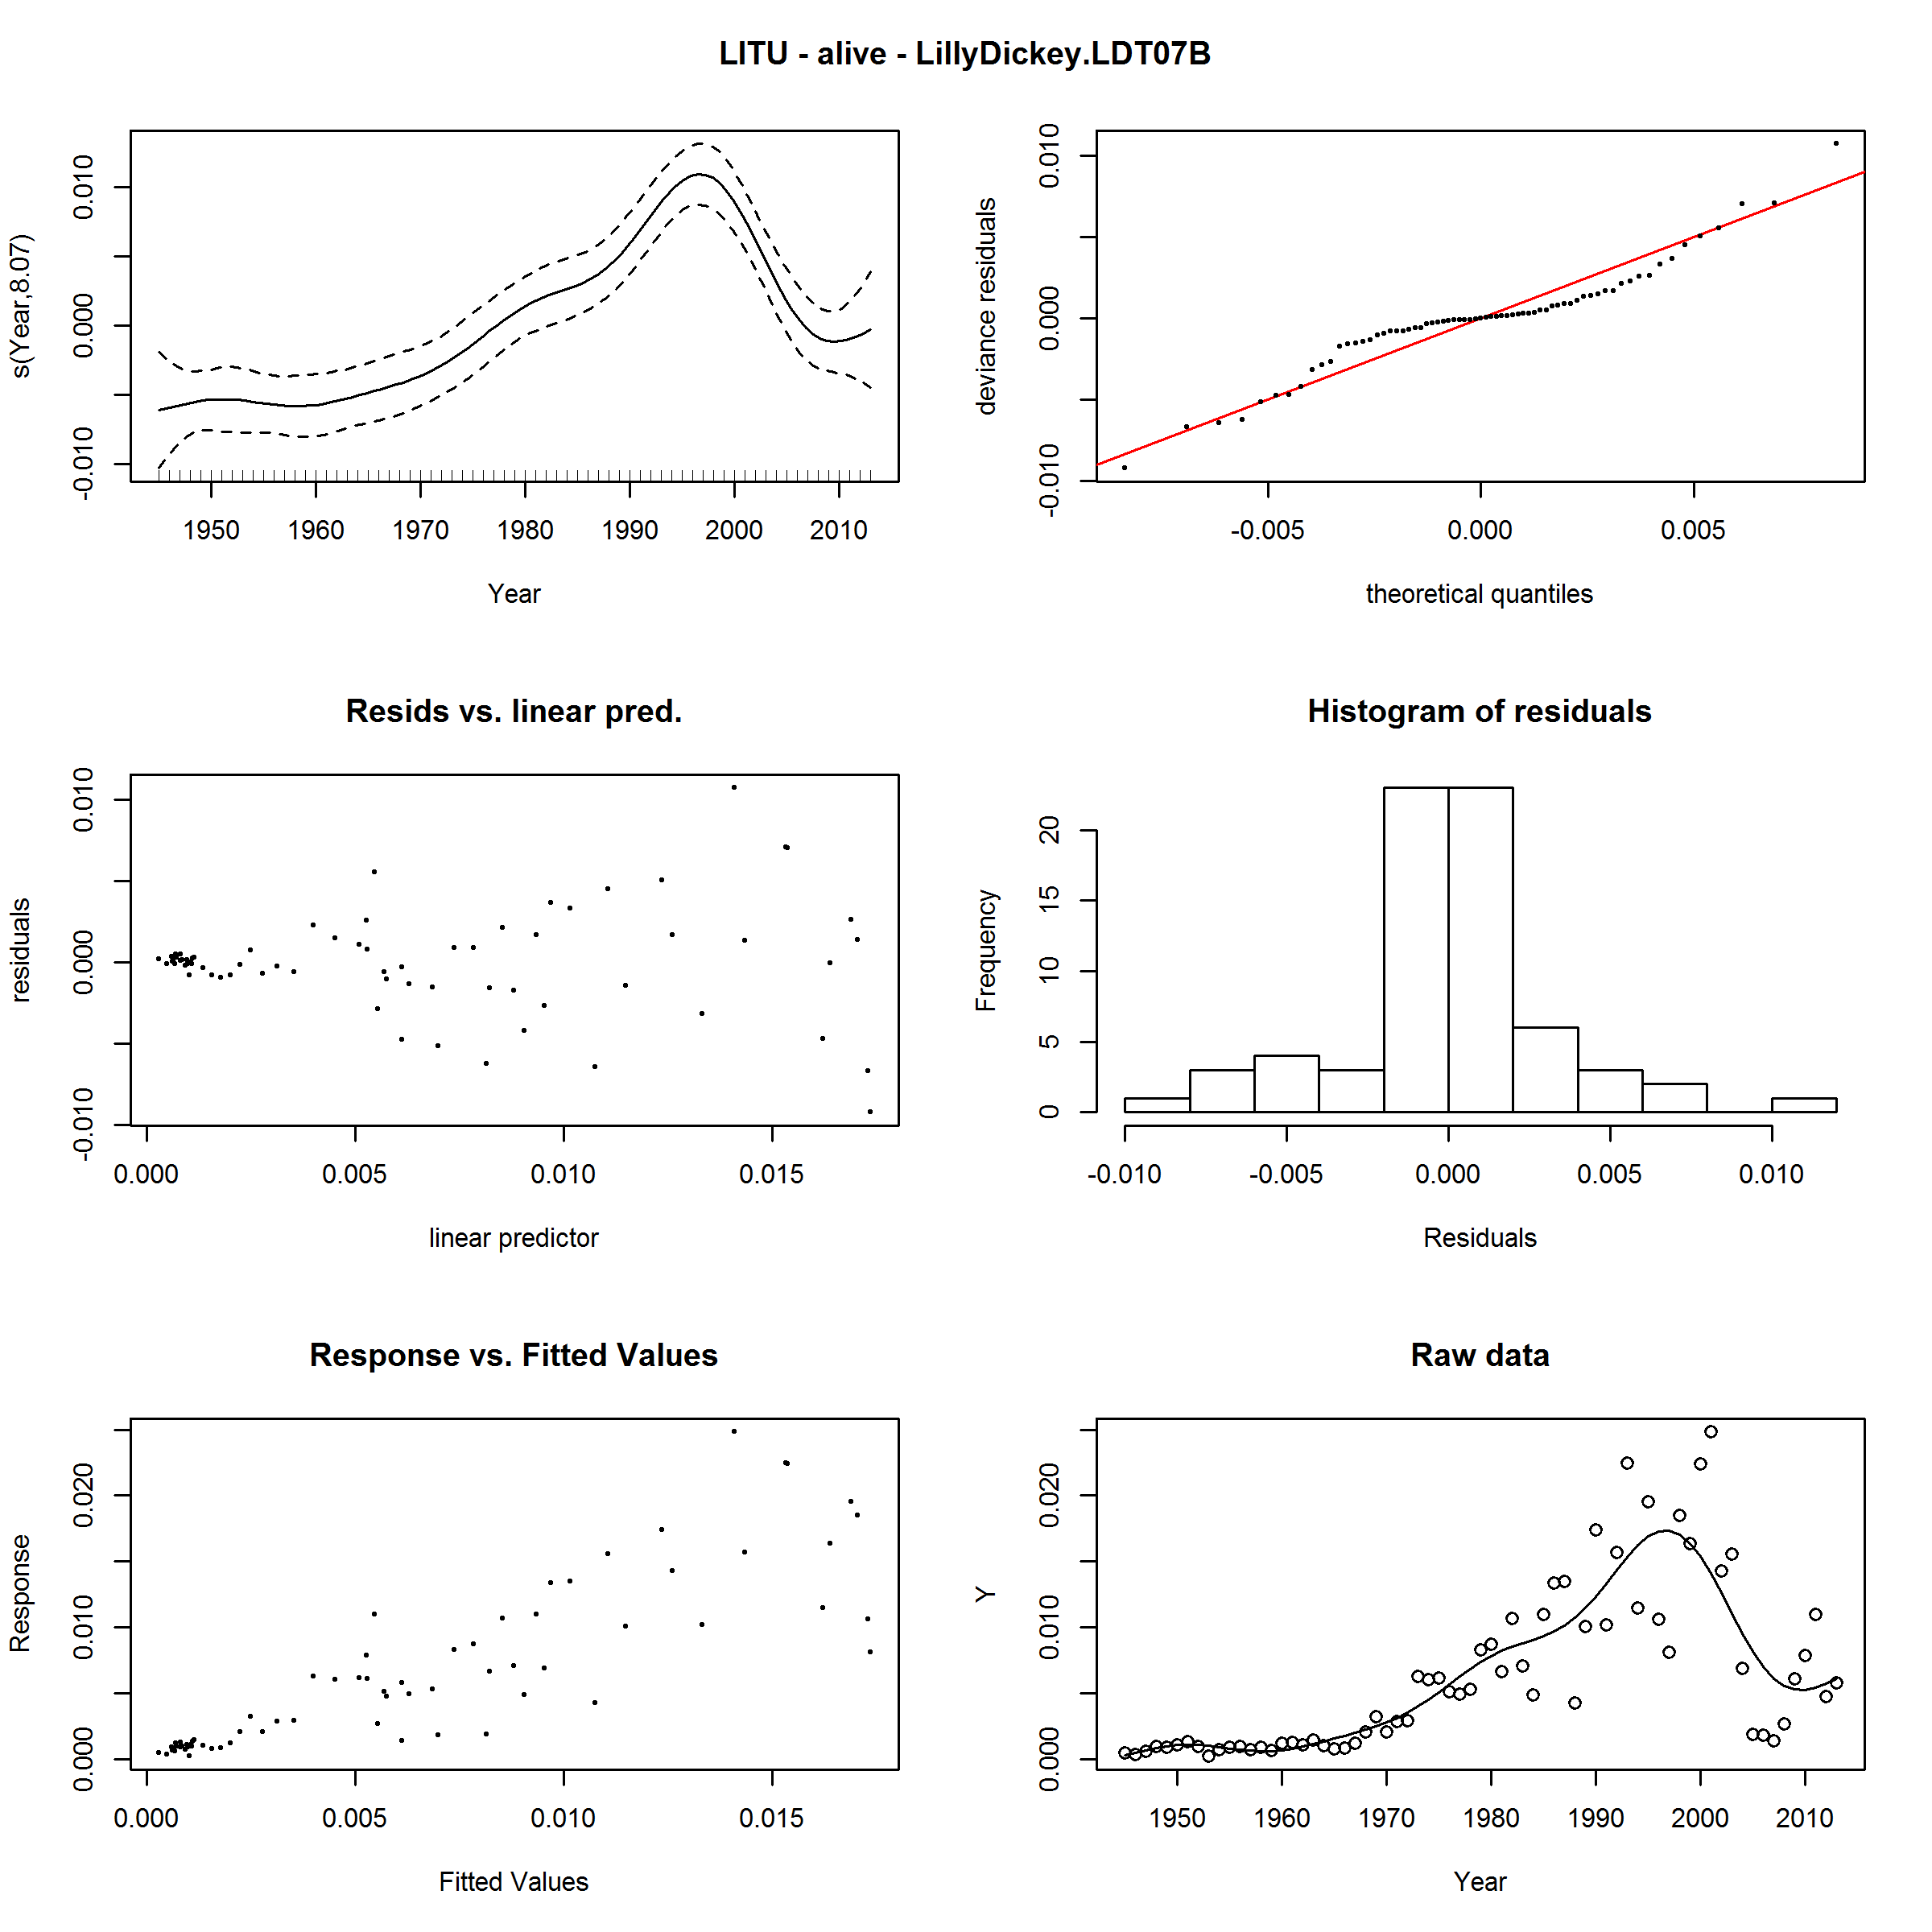 LITU - alive - LillyDickey.LDT07B
s(Year,8.07)
-0.010 0.000 0.010
1950 1960 1970 1980 1990 2000 2010
Year
deviance residuals
-0.010 0.000 0.010
-0.005 0.000 0.005
theoretical quantiles
Resids vs. linear pred.
residuals
-0.010 0.000 0.010
0.000 0.005 0.010 0.015
linear predictor
Histogram of residuals
Frequency
0 5 10 15 20
-0.010 -0.005 0.000 0.005 0.010
Residuals
Response vs. Fitted Values
Response
0.000 0.010 0.020
0.000 0.005 0.010 0.015
Fitted Values
Raw data
Y
0.000 0.010 0.020
1950 1960 1970 1980 1990 2000 2010
Year